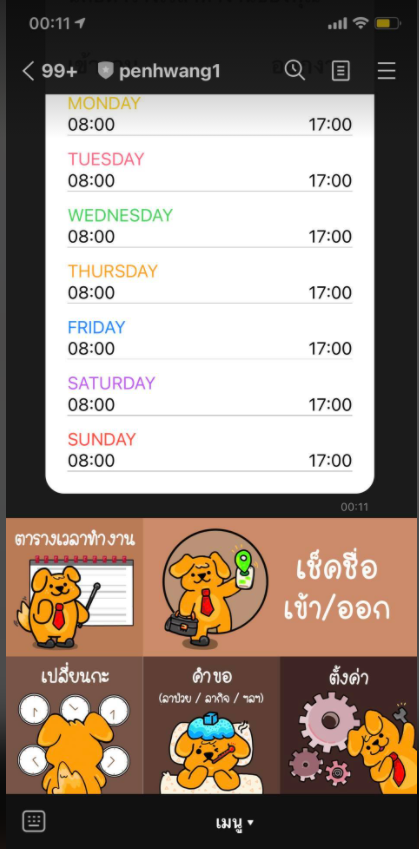 00:11
99+ penhwang1
MONDAY
08:00 17:00
TUESDAY
08:00 17:00
WEDNESDAY
08:00 17:00
THURSDAY
08:00 17:00
FRIDAY
08:00 17:00
SATURDAY
08:00 17:00
SUNDAY
08:00 17:00
00:11
ตารางเวลาทำงาน
เช็คชื่อ
เข้า/ออก
เปลี่ยนกะ
คำขอ
(ลาป่วย / ลากิจ / ฯลฯ)
ตั้งค่า
เมนู